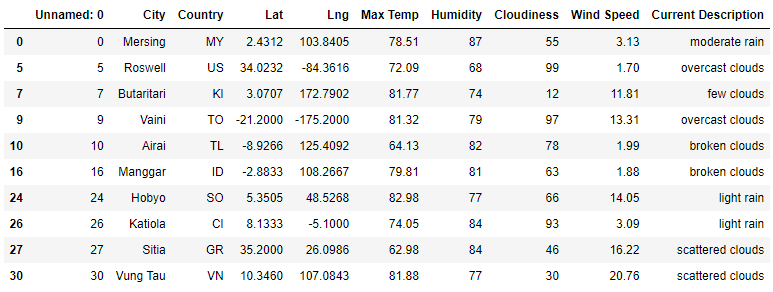 Unnamed: 0 City Country Lat Lng Max Temp Humidity Cloudiness Wind Speed Current Description
0 0 Mersing MY 2.4312 103.8405 78.51 87 55 3.13 moderate rain
5 5 Roswell US 34.0232 -84.3616 72.09 68 99 1.70 overcast clouds
7 7 Butaritari KI 3.0707 172.7902 81.77 74 12 11.81 few clouds
9 9 Vaini TO -21.2000 -175.2000 81.32 79 97 13.31 overcast clouds
10 10 Airai TL -8.9266 125.4092 64.13 82 78 1.99 broken clouds
16 16 Manggar ID -2.8833 108.2667 79.81 81 63 1.88 broken clouds
24 24 Hobyo SO 5.3505 48.5268 82.98 77 66 14.05 light rain
26 26 Katiola CI 8.1333 -5.1000 74.05 84 93 3.09 light rain
27 27 Sitia GR 35.2000 26.0986 62.98 84 46 16.22 scattered clouds
30 30 Vung Tau VN 10.3460 107.0843 81.88 77 30 20.76 scattered clouds